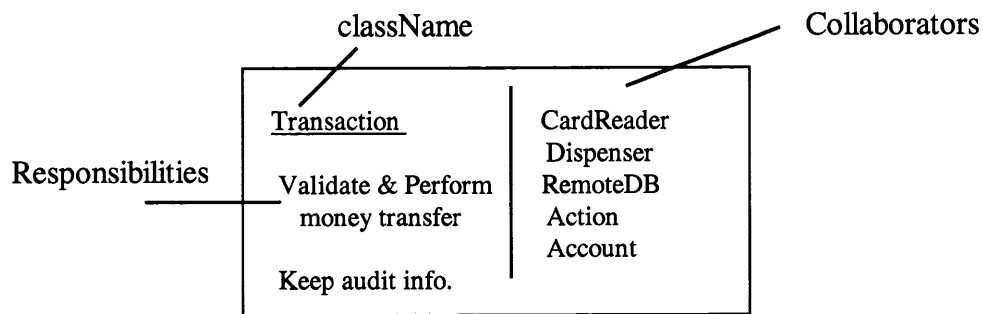 className
Collaborators
Responsibilities
Transaction
Validate & Perform
money transfer
Keep audit info.
CardReader
Dispenser
RemoteDB
Action
Account